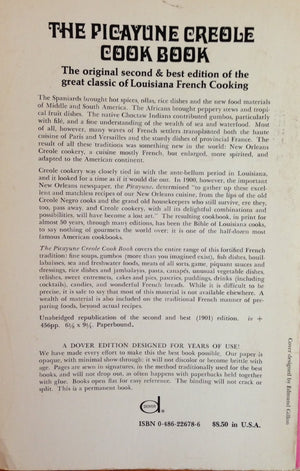 THE PICAYUNE CREOLE
COOK BOOK
The original second & best edition of the
great classic of Louisiana French Cooking
The Spaniards brought hot spices, ollas, rice dishes and the new food materials
of Middle and South America. The Africans brought peppery stews and tropi-
cal fruit dishes. The native Choctaw Indians contributed gumbos, particularly
with filé, and a fine understanding of the wealth of sea and waterfood. Most
of all, however, many waves of French settlers transplanted both the haute
cuisine of Paris and Versailles and the sturdy dishes of provincial France. The
result of all these traditions was something new in the world: New Orleans
Creole cookery, a cuisine mostly French, but enlarged, more spirited, and
adapted to the American continent.
Creole cookery was closely tied in with the ante-bellum period in Louisiana,
and it looked for a time as if it would die out. In 1900, however, the important
New Orleans newspaper, the Picayune, determined "to gather up these excel-
lent and matchless recipes of our New Orleans cuisine, from the lips of the old
Creole Negro cooks and the grand old housekeepers who still survive, ere they,
too, pass away, and Creole cookery, with all its delightful combinations and
possibilities, will have become a lost art." The resulting cookbook, in print for
almost 50 years, through many editions, has been the Bible of Louisiana cooks,
to say nothing of gourmets the world over; it is one of the half-dozen most
famous American cookbooks.
The Picayune Creole Cook Book covers the entire range of this fortified French
tradition: fine soups, gumbos (more than you imagined exist), fish dishes, bouil-
labaisses, sea and freshwater foods, meats of all sorts, game, piquant sauces and
dressings, rice dishes and jambalayas, pasta, canapés, unusual vegetable dishes,
relishes, sweet entremets, cakes and pies, pastries, puddings, drinks (including
cocktails), candies, and wonderful French breads. While it is difficult to be
precise, it is safe to say that most of this material is not available elsewhere. A
wealth of material is also included on the traditional French manner of pre-
paring foods, beyond actual recipes.
Unabridged republication of the second and best (1901) edition. iv +
456pp. 6⅛ x 9¼. Paperbound.
A DOVER EDITION DESIGNED FOR YEARS OF USE!
We have made every effort to make this the best book possible. Our paper is
opaque, with minimal show-through; it will not discolor or become brittle with
age. Pages are sewn in signatures, in the method traditionally used for the best
books, and will not drop out, as often happens with paperbacks held together
with glue. Books open flat for easy reference. The binding will not crack or
split. This is a permanent book.
DOVER
ISBN 0-486-22678-6 $8.50 in U.S.A.
Cover designed by Edmund Gillon